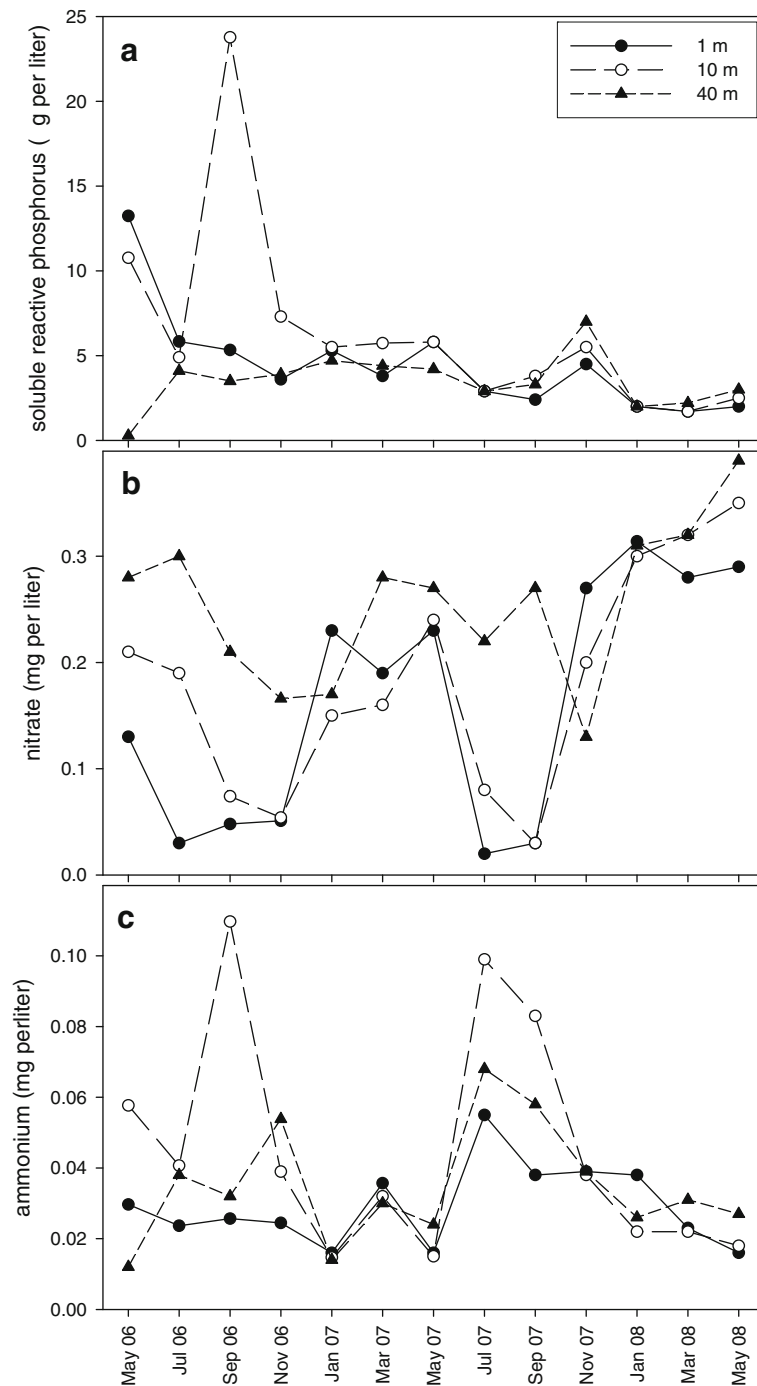 a
1 m
10 m
40 m
soluble reactive phosphorus ( g per liter)
25
20
15
10
5
0
b
nitrate (mg per liter)
0.3
0.2
0.1
0.0
c
ammonium (mg perliter)
0.10
0.08
0.06
0.04
0.02
0.00
May 06
Jul 06
Sep 06
Nov 06
Jan 07
Mar 07
May 07
Jul 07
Sep 07
Nov 07
Jan 08
Mar 08
May 08